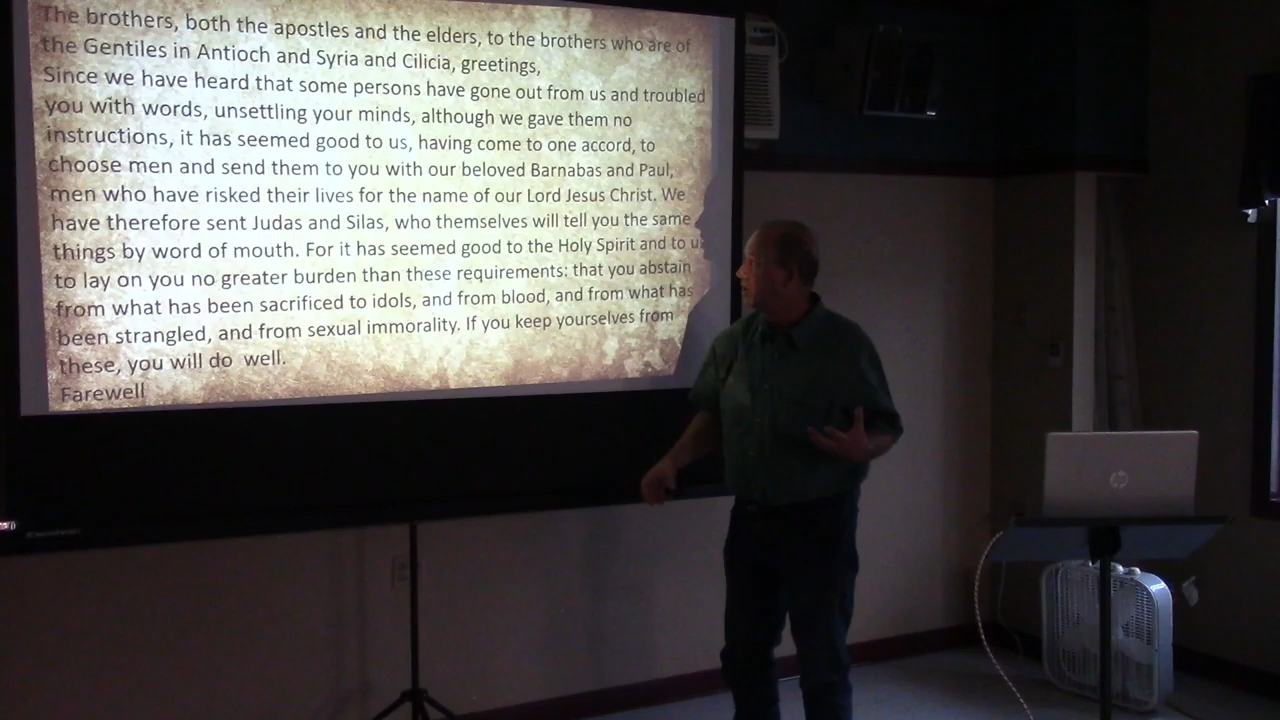 The brothers, both the apostles and the elders, to the brothers who are of
the Gentiles in Antioch and Syria and Cilicia, greetings,
Since we have heard that some persons have gone out from us and troubled
you with words, unsettling your minds, although we gave them no
instructions, it has seemed good to us, having come to one accord, to
choose men and send them to you with our beloved Barnabas and Paul,
men who have risked their lives for the name of our Lord Jesus Christ. We
have therefore sent Judas and Silas, who themselves will tell you the same
things by word of mouth. For it has seemed good to the Holy Spirit and to
to lay on you no greater burden than these requirements: that you abstain
from what has been sacrificed to idols, and from blood, and from what has
been strangled, and from sexual immorality. If you keep yourselves from
these, you will do well.
Farewell
hp